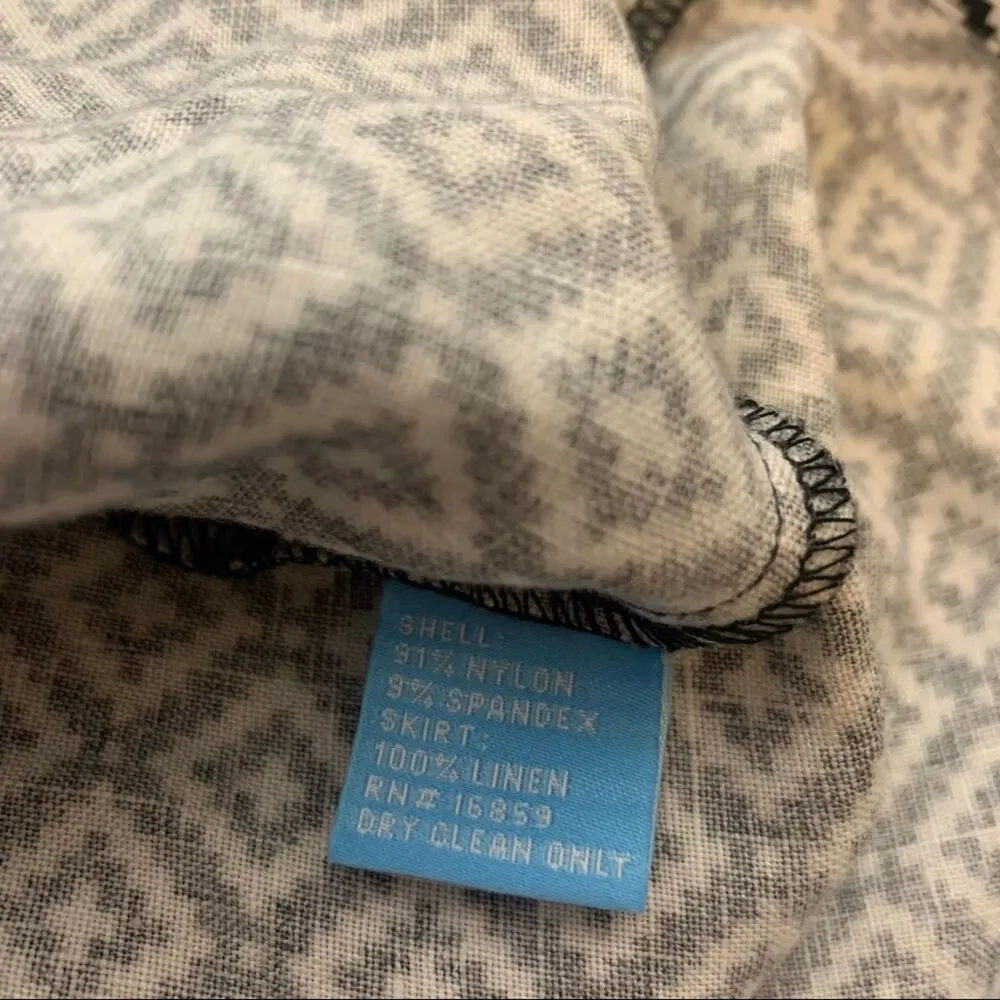 SHELL:
91% NYLON
9% SPANDEX
SKIRT:
100% LINEN
RN# 16859
DRY CLEAN ONLY